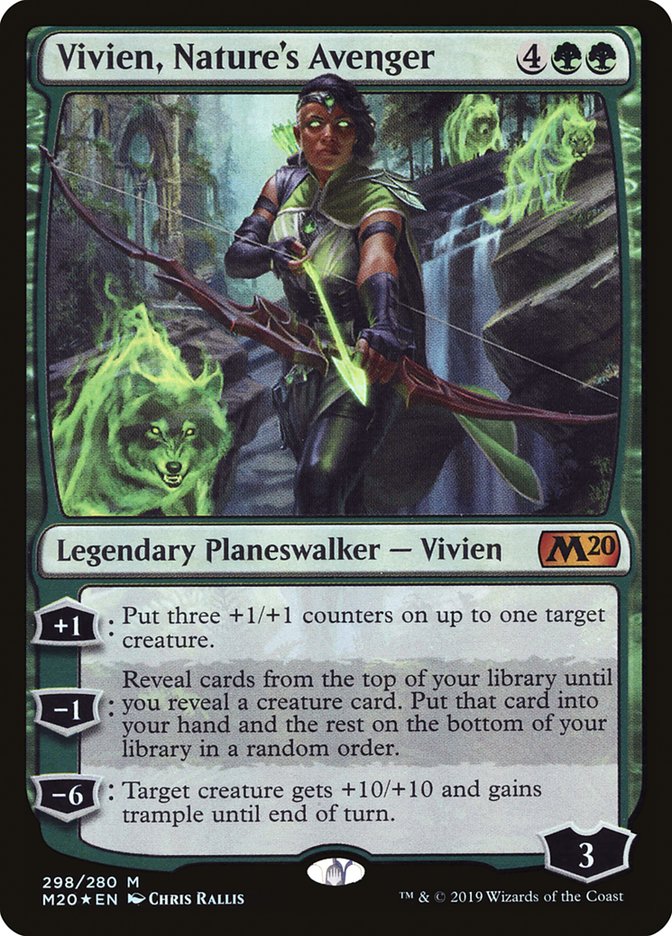 Vivien, Nature's Avenger 4
Legendary Planeswalker — Vivien M20
+1 : Put three +1/+1 counters on up to one target
creature.
Reveal cards from the top of your library until
−1 : you reveal a creature card. Put that card into
your hand and the rest on the bottom of your
library in a random order.
−6 : Target creature gets +10/+10 and gains
trample until end of turn.
3
298/280 M
M20★EN Chris Rallis
™ & © 2019 Wizards of the Coast